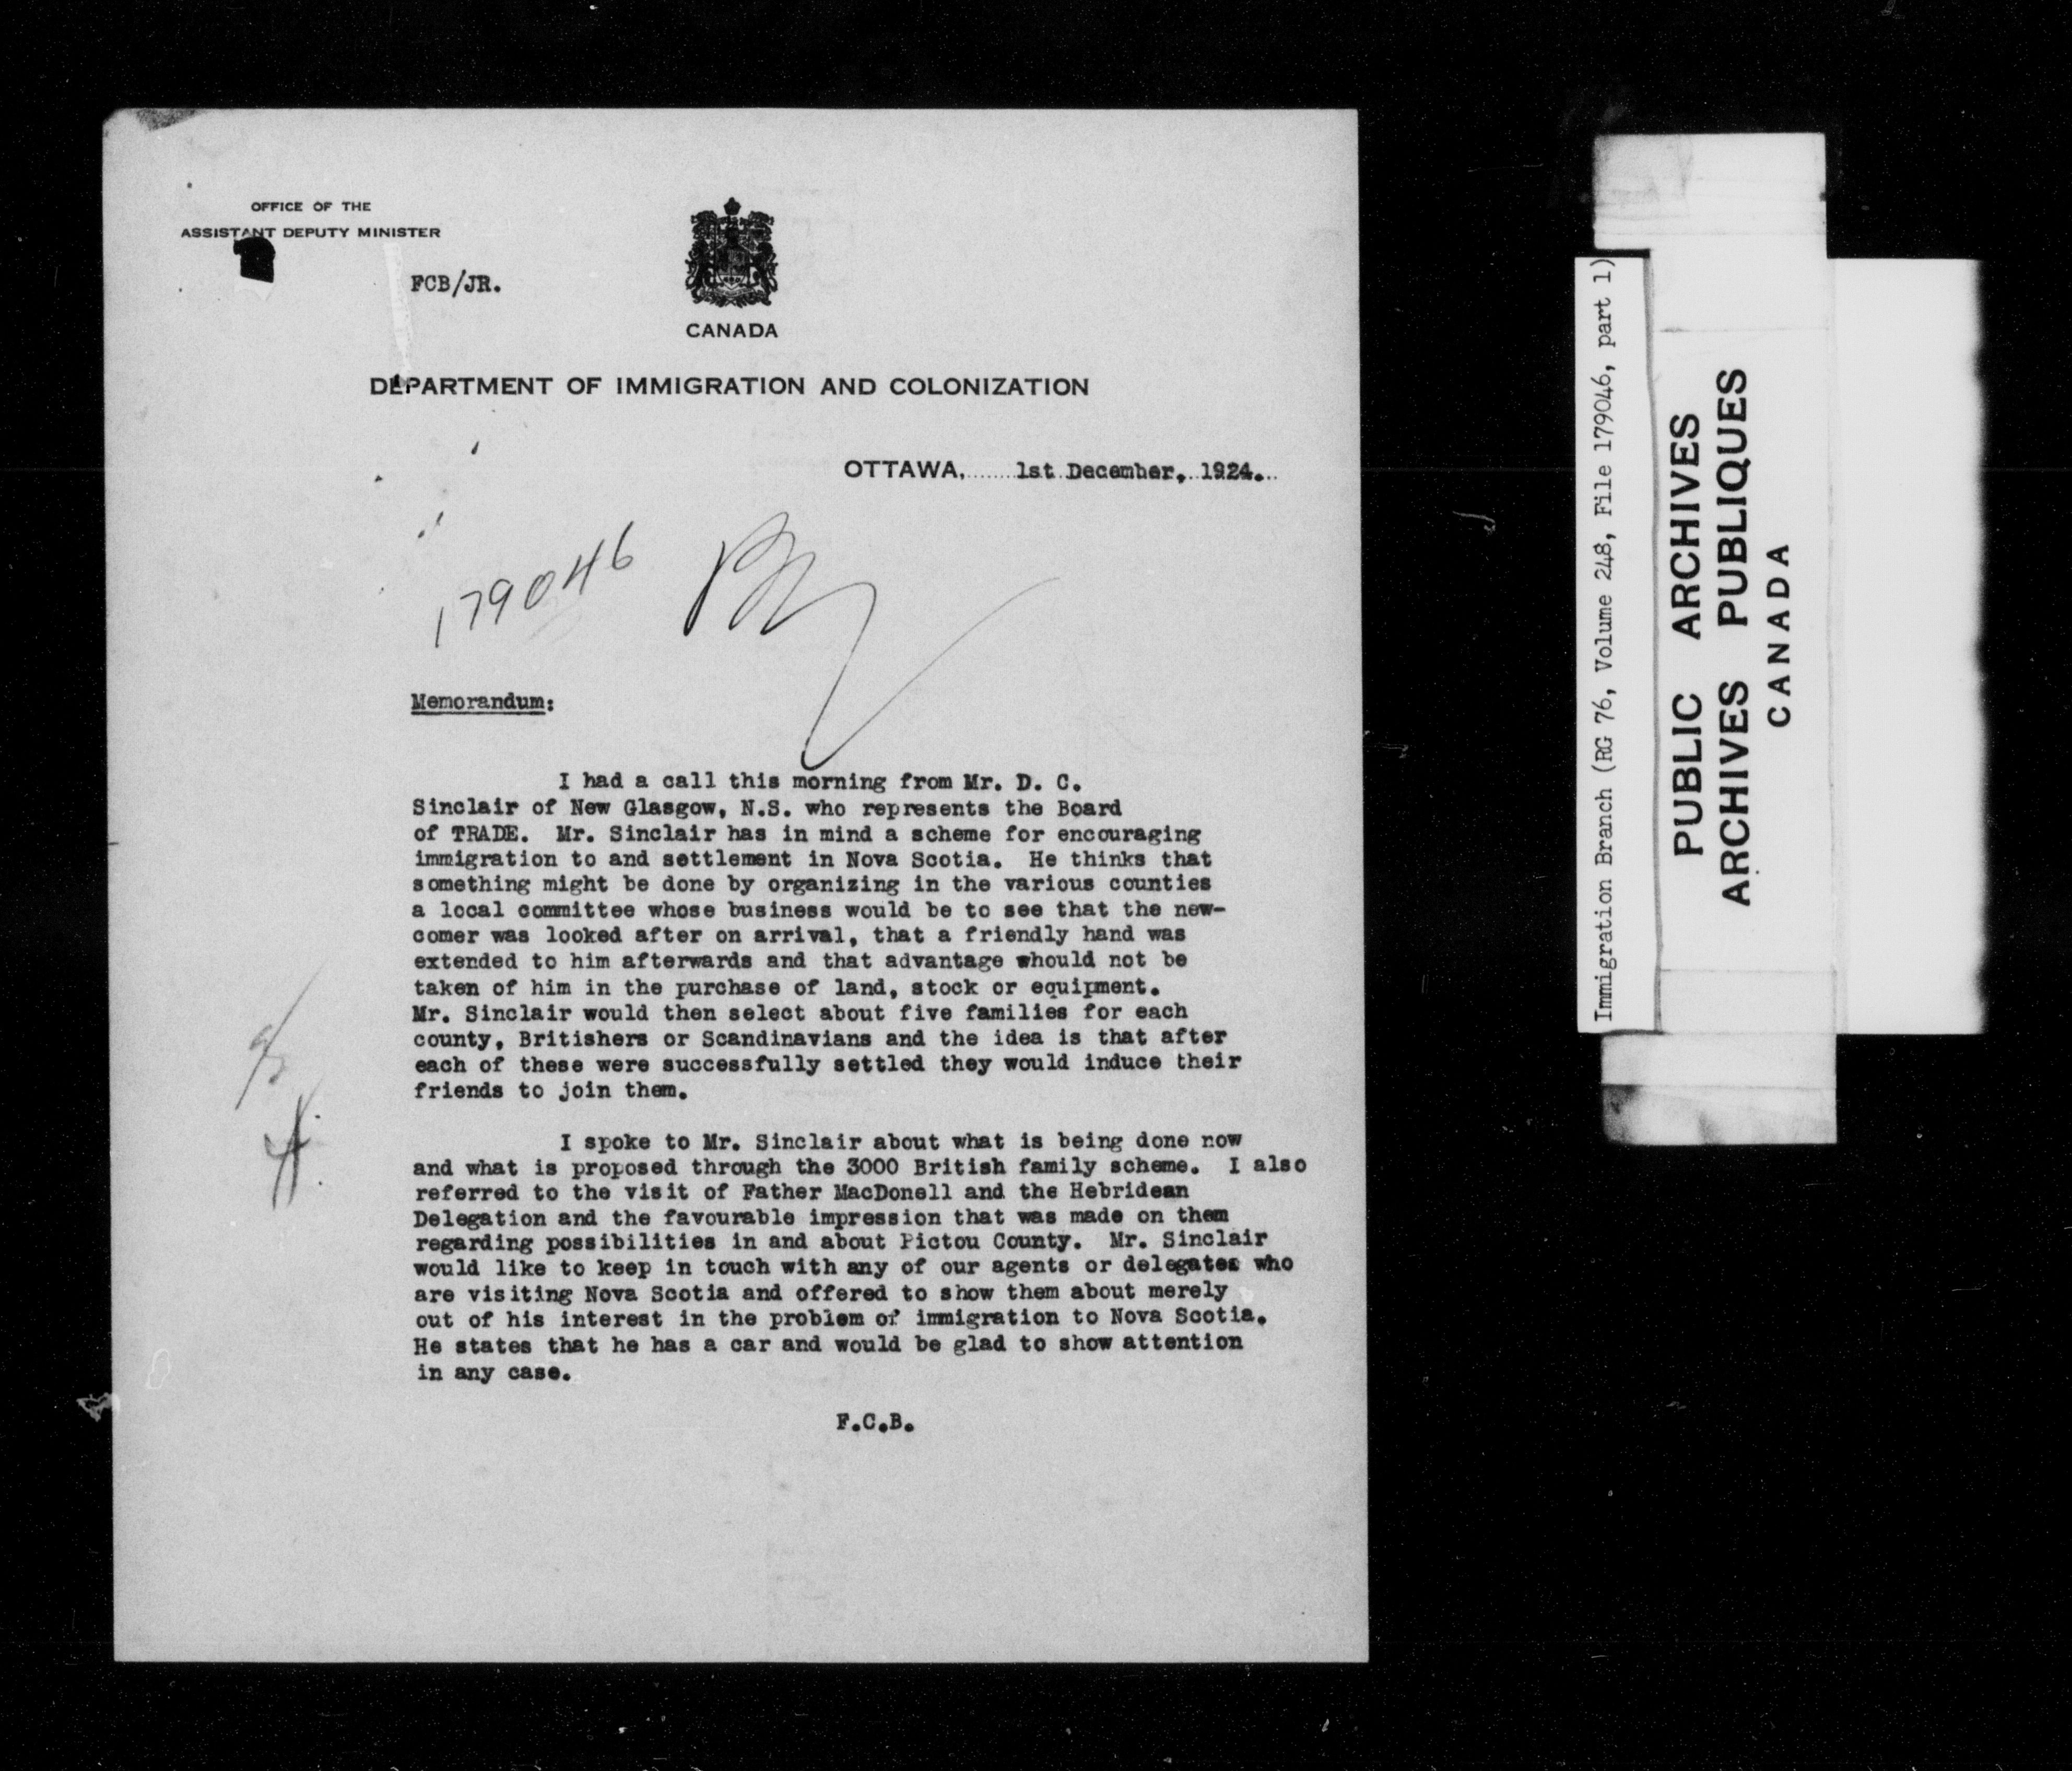 OFFICE OF THE
ASSISTANT DEPUTY MINISTER
FCB/JR.
CANADA
DEPARTMENT OF IMMIGRATION AND COLONIZATION
OTTAWA, 1st December, 1924.
179046
Memorandum:
I had a call this morning from Mr. D. C.
Sinclair of New Glasgow, N.S. who represents the Board
of TRADE. Mr. Sinclair has in mind a scheme for encouraging
immigration to and settlement in Nova Scotia. He thinks that
something might be done by organizing in the various counties
a local committee whose business would be to see that the new-
comer was looked after on arrival, that a friendly hand was
extended to him afterwards and that advantage whould not be
taken of him in the purchase of land, stock or equipment.
Mr. Sinclair would then select about five families for each
county, Britishers or Scandinavians and the idea is that after
each of these were successfully settled they would induce their
friends to join them.
I spoke to Mr. Sinclair about what is being done now
and what is proposed through the 3000 British family scheme. I also
referred to the visit of Father MacDonell and the Hebridean
Delegation and the favourable impression that was made on them
regarding possibilities in and about Pictou County. Mr. Sinclair
would like to keep in touch with any of our agents or delegates who
are visiting Nova Scotia and offered to show them about merely
out of his interest in the problem of immigration to Nova Scotia.
He states that he has a car and would be glad to show attention
in any case.
F.C.B.
Immigration Branch (RG 76, Volume 248, File 179046, part 1)
PUBLIC ARCHIVES
ARCHIVES PUBLIQUES
CANADA